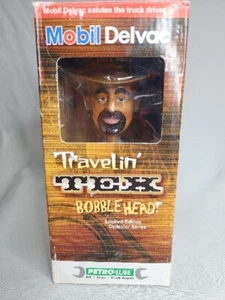 Mobil Delvac salutes the truck driver
Mobil Delvac
Travelin'
TEX
BOBBLEHEAD!
Limited Edition
Collector Series
PETRO:LUBE